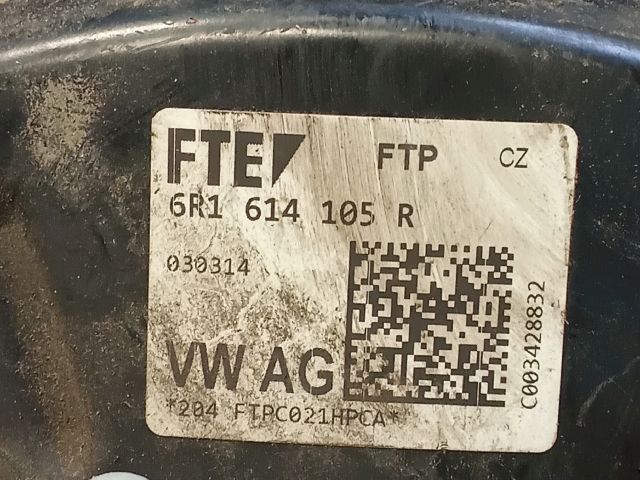 FTE FTP CZ
6R1 614 105 R
030314
VW AG
*204 FTPC021HPCA*
C003428832